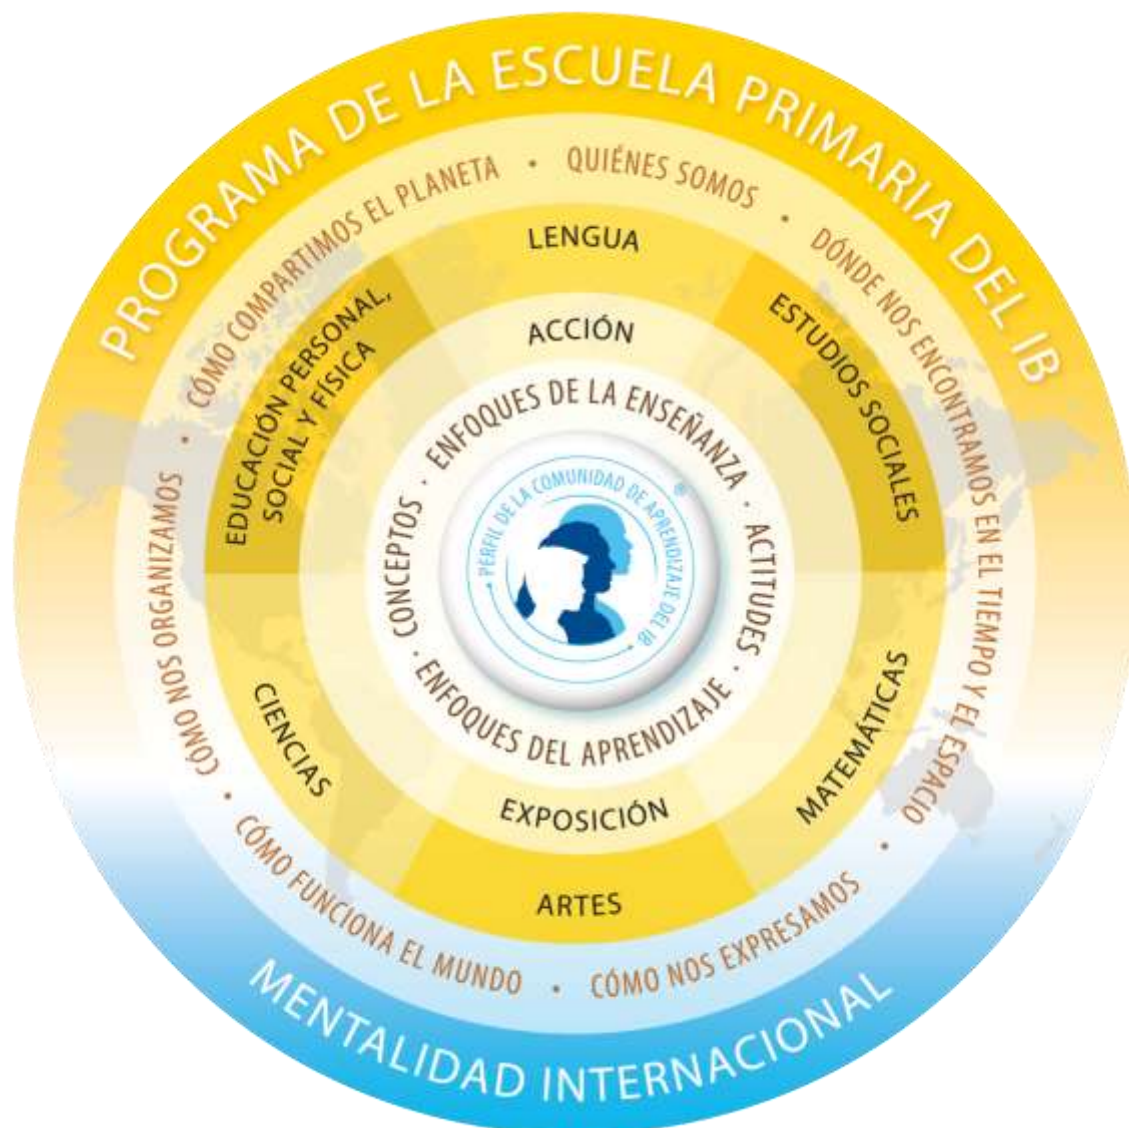 PROGRAMA DE LA ESCUELA PRIMARIA DEL IB
CÓMO COMPARTIMOS EL PLANETA • QUIÉNES SOMOS • DÓNDE NOS ENCONTRAMOS EN EL TIEMPO Y EL ESPACIO • CÓMO NOS EXPRESAMOS • CÓMO FUNCIONA EL MUNDO • CÓMO NOS ORGANIZAMOS •
LENGUA
ESTUDIOS SOCIALES
MATEMÁTICAS
ARTES
CIENCIAS
EDUCACIÓN PERSONAL,
SOCIAL Y FÍSICA
ACCIÓN
EXPOSICIÓN
ENFOQUES DE LA ENSEÑANZA · ACTITUDES · ENFOQUES DEL APRENDIZAJE · CONCEPTOS ·
• PERFIL DE LA COMUNIDAD DE APRENDIZAJE DEL IB •
®
MENTALIDAD INTERNACIONAL